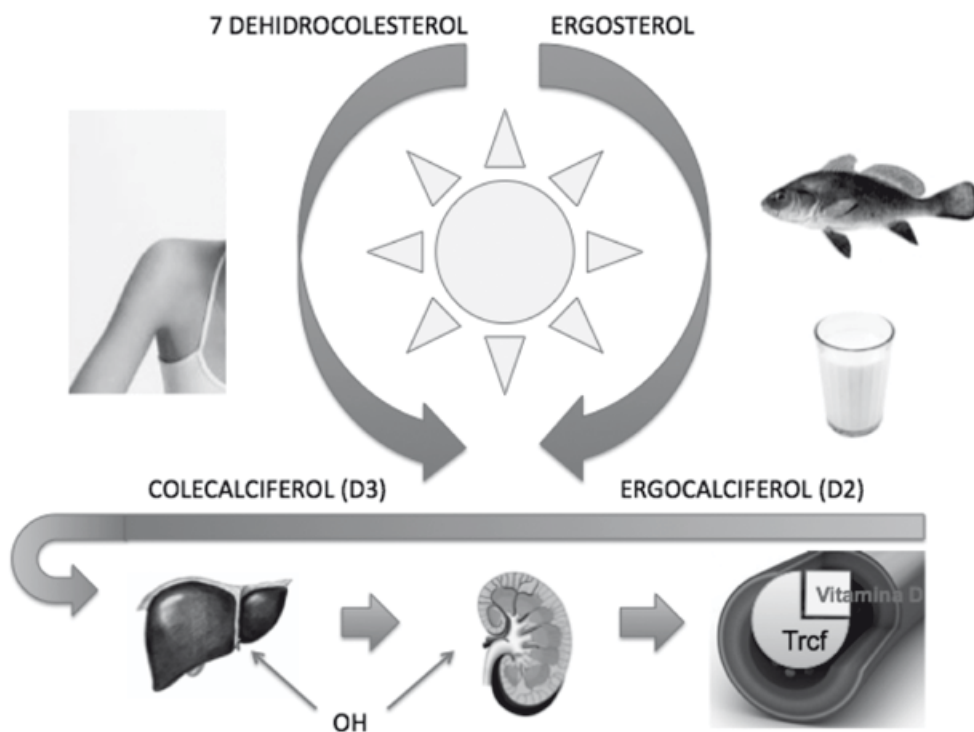 7 DEHIDROCOLESTEROL
ERGOSTEROL
COLECALCIFEROL (D3)
ERGOCALCIFEROL (D2)
Vitamina D
Trcf
OH